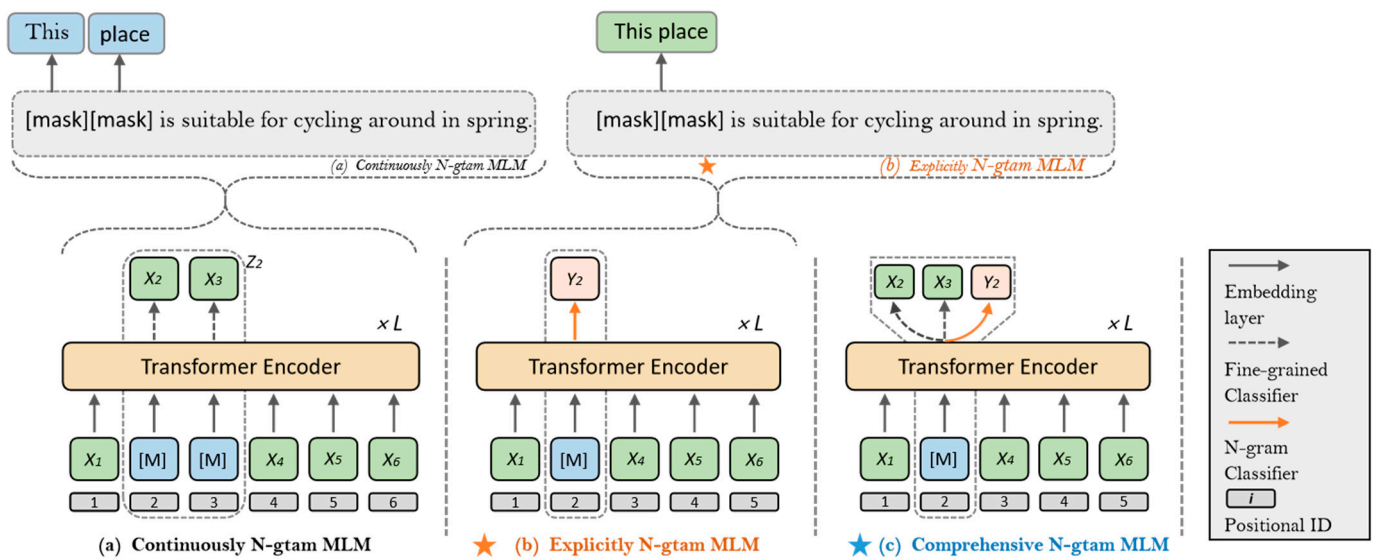 This place
This place
[mask][mask] is suitable for cycling around in spring.
[mask][mask] is suitable for cycling around in spring.
(a) Continuously N-gtam MLM
(b) Explicitly N-gtam MLM
X2 X3 Z2
Y2
X2 X3 Y2
× L
× L
× L
Transformer Encoder
Transformer Encoder
Transformer Encoder
X1 [M] [M] X4 X5 X6
X1 [M] X4 X5 X6
X1 [M] X4 X5 X6
1 2 3 4 5 6
1 2 3 4 5
1 2 3 4 5
(a) Continuously N-gtam MLM
(b) Explicitly N-gtam MLM
(c) Comprehensive N-gtam MLM
Embedding
layer
Fine-grained
Classifier
N-gram
Classifier
i
Positional ID